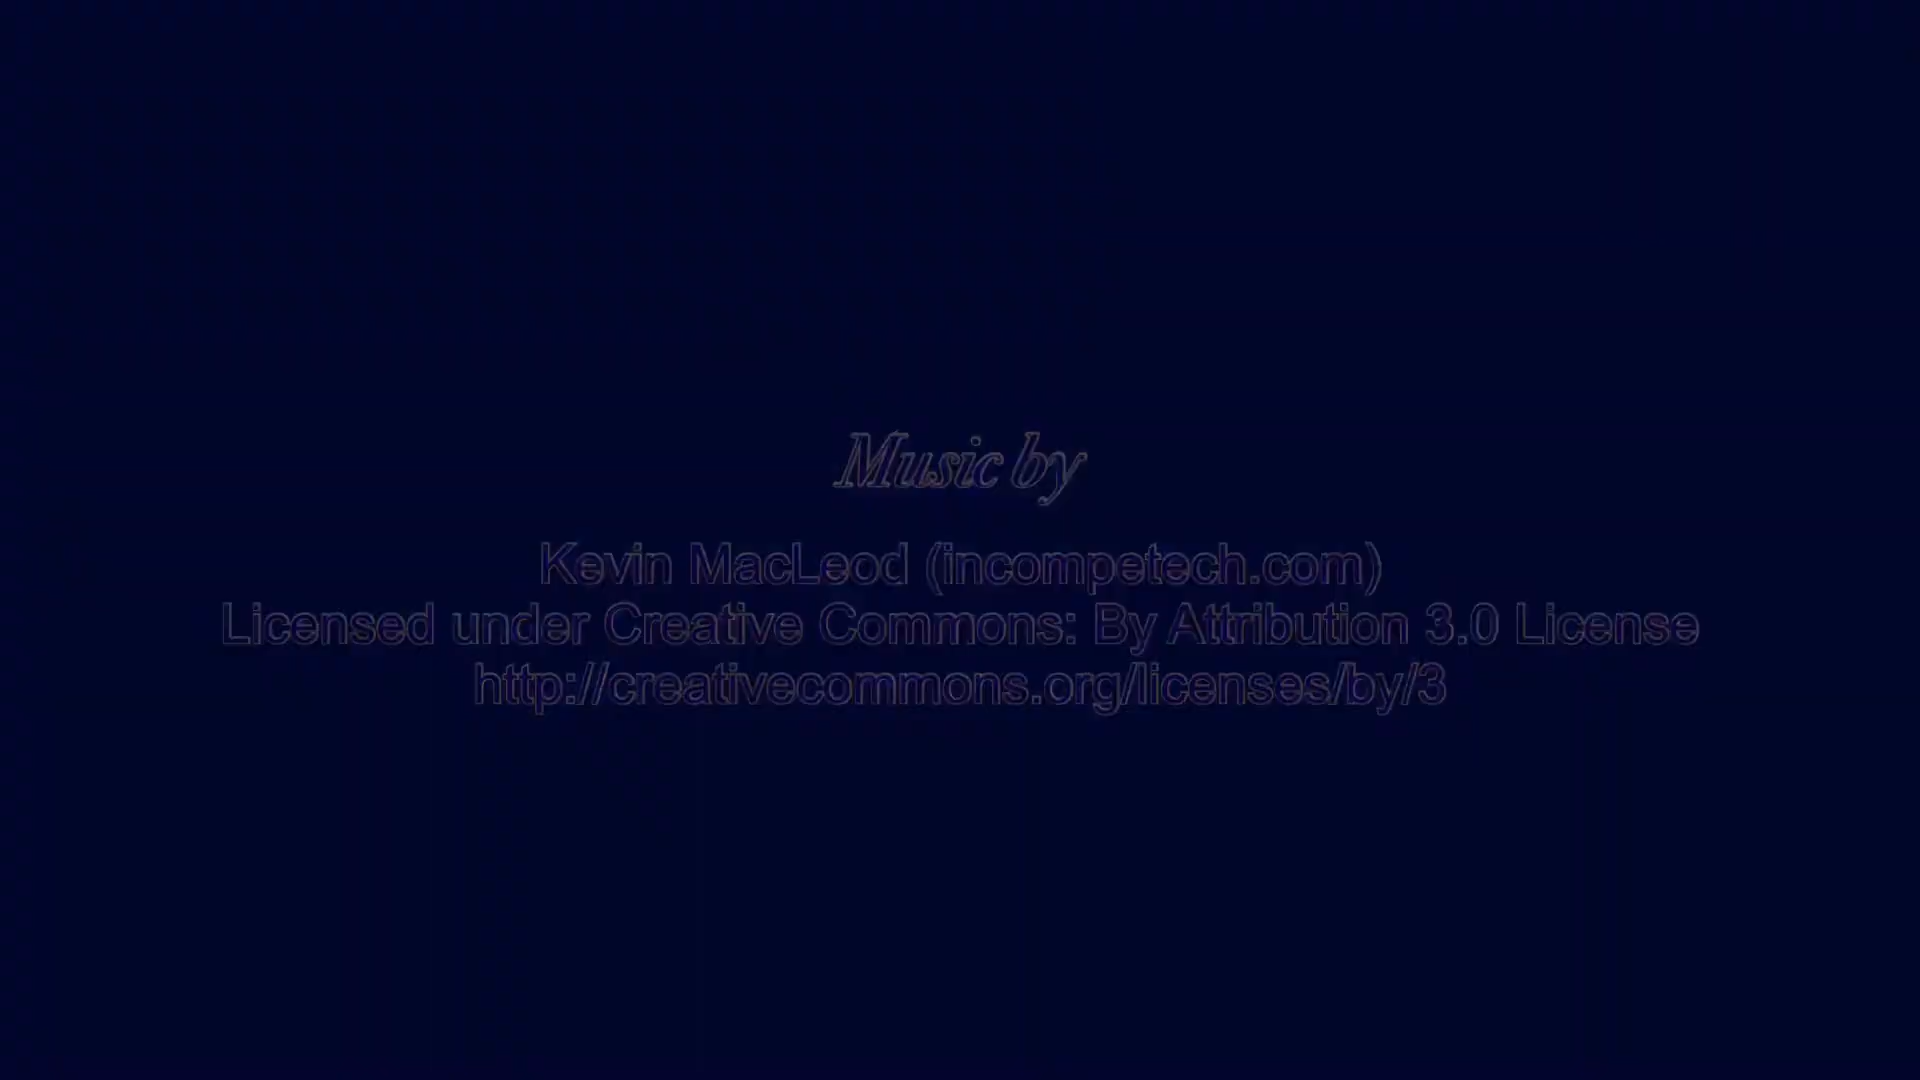 Music by
Kevin MacLeod (incompetech.com)
Licensed under Creative Commons: By Attribution 3.0 License
http://creativecommons.org/licenses/by/3